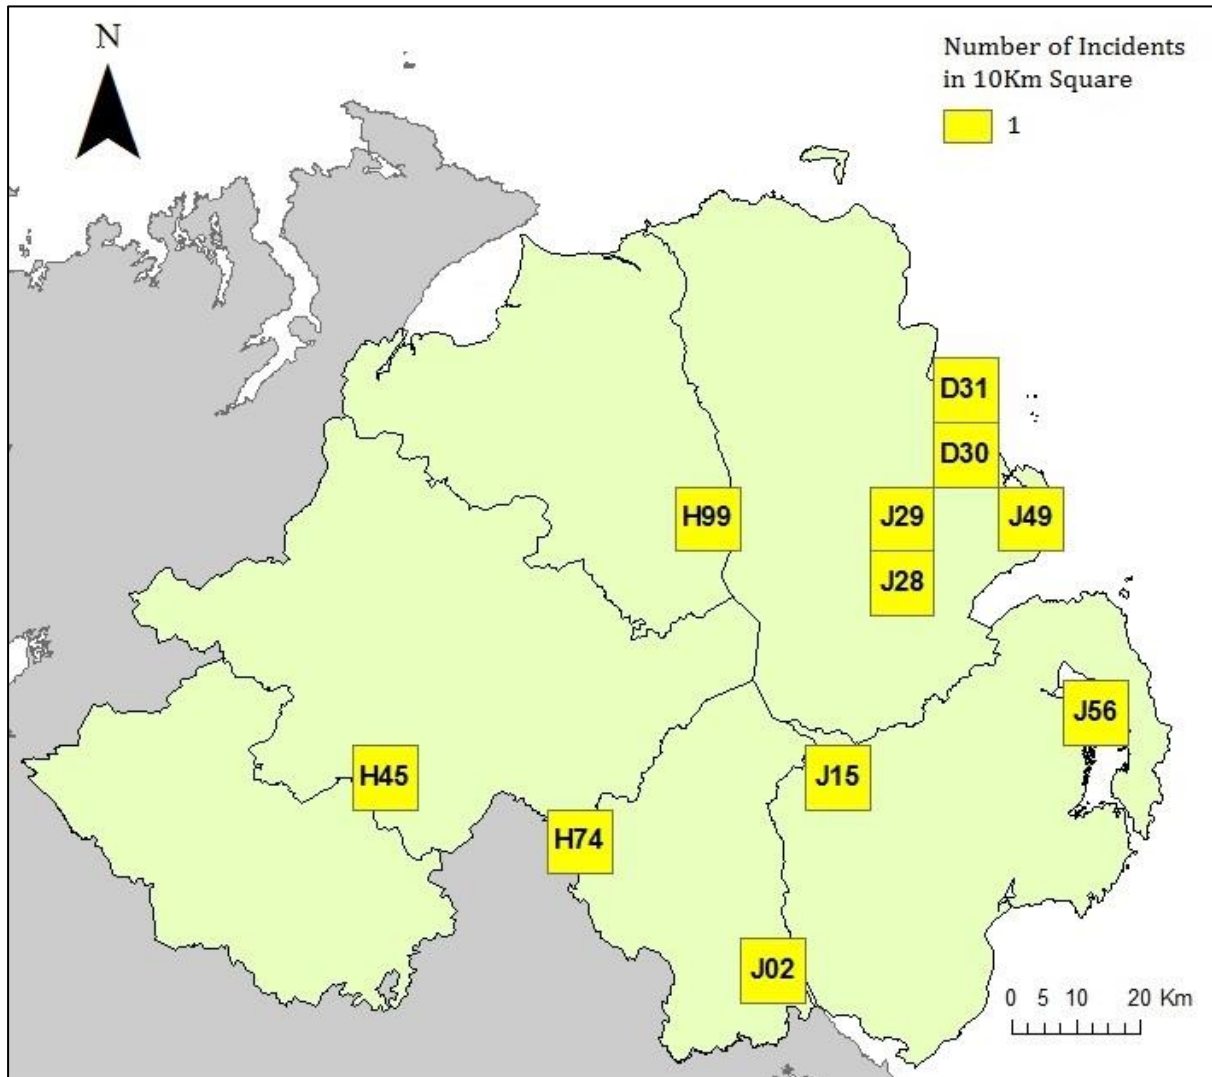 N
Number of Incidents
in 10Km Square
1
D31
D30
H99
J29
J49
J28
J56
H45
J15
H74
J02
0 5 10 20 Km